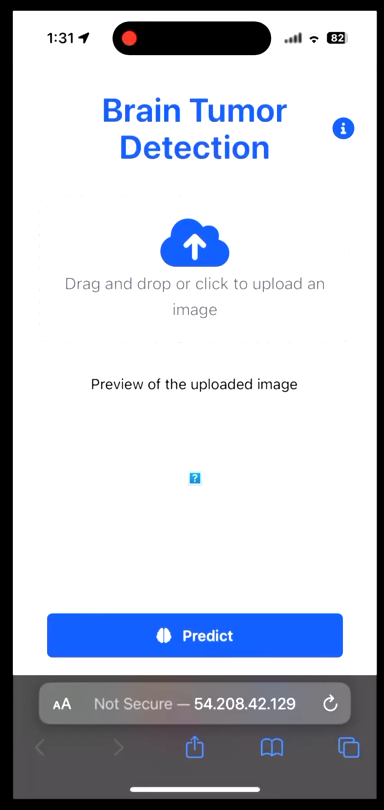 1:31
82
Brain Tumor
Detection
Drag and drop or click to upload an
image
Preview of the uploaded image
?
Predict
AA Not Secure — 54.208.42.129